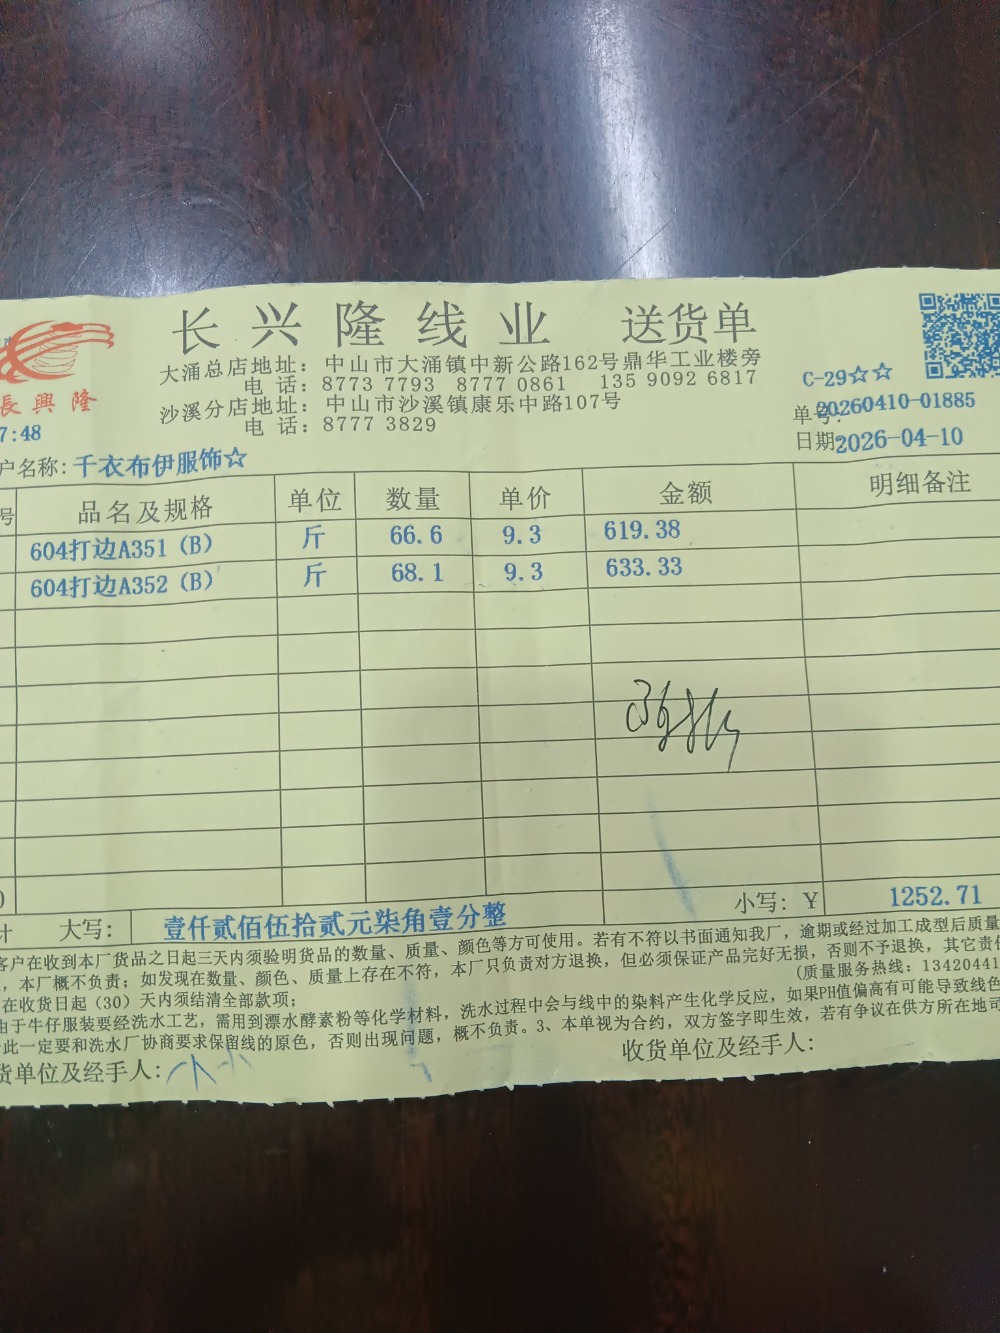 长兴隆线业 送货单
大涌总店地址：中山市大涌镇中新公路162号鼎华工业楼旁
电 话：8773 7793 8777 0861 135 9092 6817
沙溪分店地址：中山市沙溪镇康乐中路107号
电 话：8777 3829
長興隆
C-29☆☆
单号:20260410-01885
7:48
日期:2026-04-10
户名称:千衣布伊服饰☆
号 品名及规格 单位 数量 单价 金额 明细备注
604打边A351（B） 斤 66.6 9.3 619.38
604打边A352（B） 斤 68.1 9.3 633.33
计 大写: 壹仟贰佰伍拾贰元柒角壹分整 小写: ￥ 1252.71
客户在收到本厂货品之日起三天内须验明货品的数量、质量、颜色等方可使用。若有不符以书面通知我厂，逾期或经过加工成型后质量
，本厂概不负责；如发现在数量、颜色、质量上存在不符，本厂只负责对方退换，但必须保证产品完好无损，否则不予退换，其它责任
在收货日起（30）天内须结清全部款项；（质量服务热线：13420441
由于牛仔服装要经洗水工艺，需用到漂水酵素粉等化学材料，洗水过程中会与线中的染料产生化学反应，如果PH值偏高有可能导致线色
此一定要和洗水厂协商要求保留线的原色，否则出现问题，概不负责。3、本单视为合约，双方签字即生效，若有争议在供方所在地司
货单位及经手人: 收货单位及经手人: